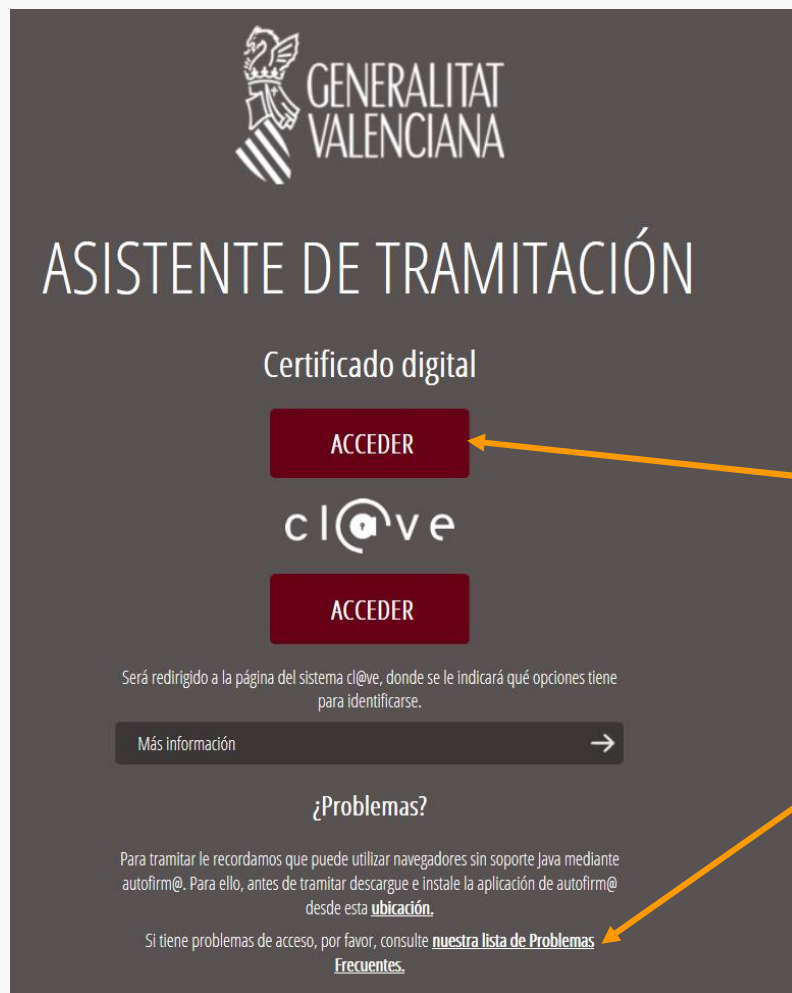 GENERALITAT
VALENCIANA
ASISTENTE DE TRAMITACIÓN
Certificado digital
ACCEDER
cl@ve
ACCEDER
Será redirigido a la página del sistema cl@ve, donde se le indicará qué opciones tiene
para identificarse.
Más información
¿Problemas?
Para tramitar le recordamos que puede utilizar navegadores sin soporte Java mediante
autofirm@. Para ello, antes de tramitar descargue e instale la aplicación de autofirm@
desde esta ubicación.
Si tiene problemas de acceso, por favor, consulte nuestra lista de Problemas
Frecuentes.